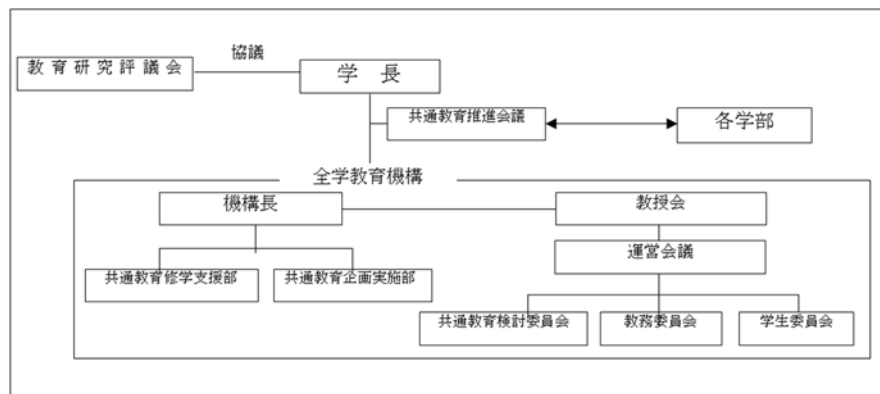 協議
教育研究評議会
学長
共通教育推進会議
各学部
全学教育機構
機構長
教授会
運営会議
共通教育修学支援部
共通教育企画実施部
共通教育検討委員会
教務委員会
学生委員会